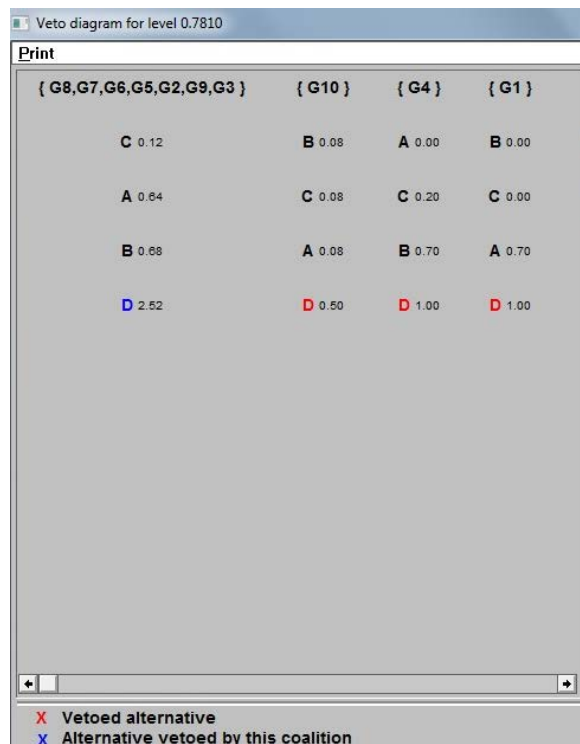 Veto diagram for level 0.7810
Print
{ G8,G7,G6,G5,G2,G9,G3 } { G10 } { G4 } { G1 }
C 0.12 B 0.08 A 0.00 B 0.00
A 0.64 C 0.08 C 0.20 C 0.00
B 0.68 A 0.08 B 0.70 A 0.70
D 2.52 D 0.50 D 1.00 D 1.00
X Vetoed alternative
X Alternative vetoed by this coalition